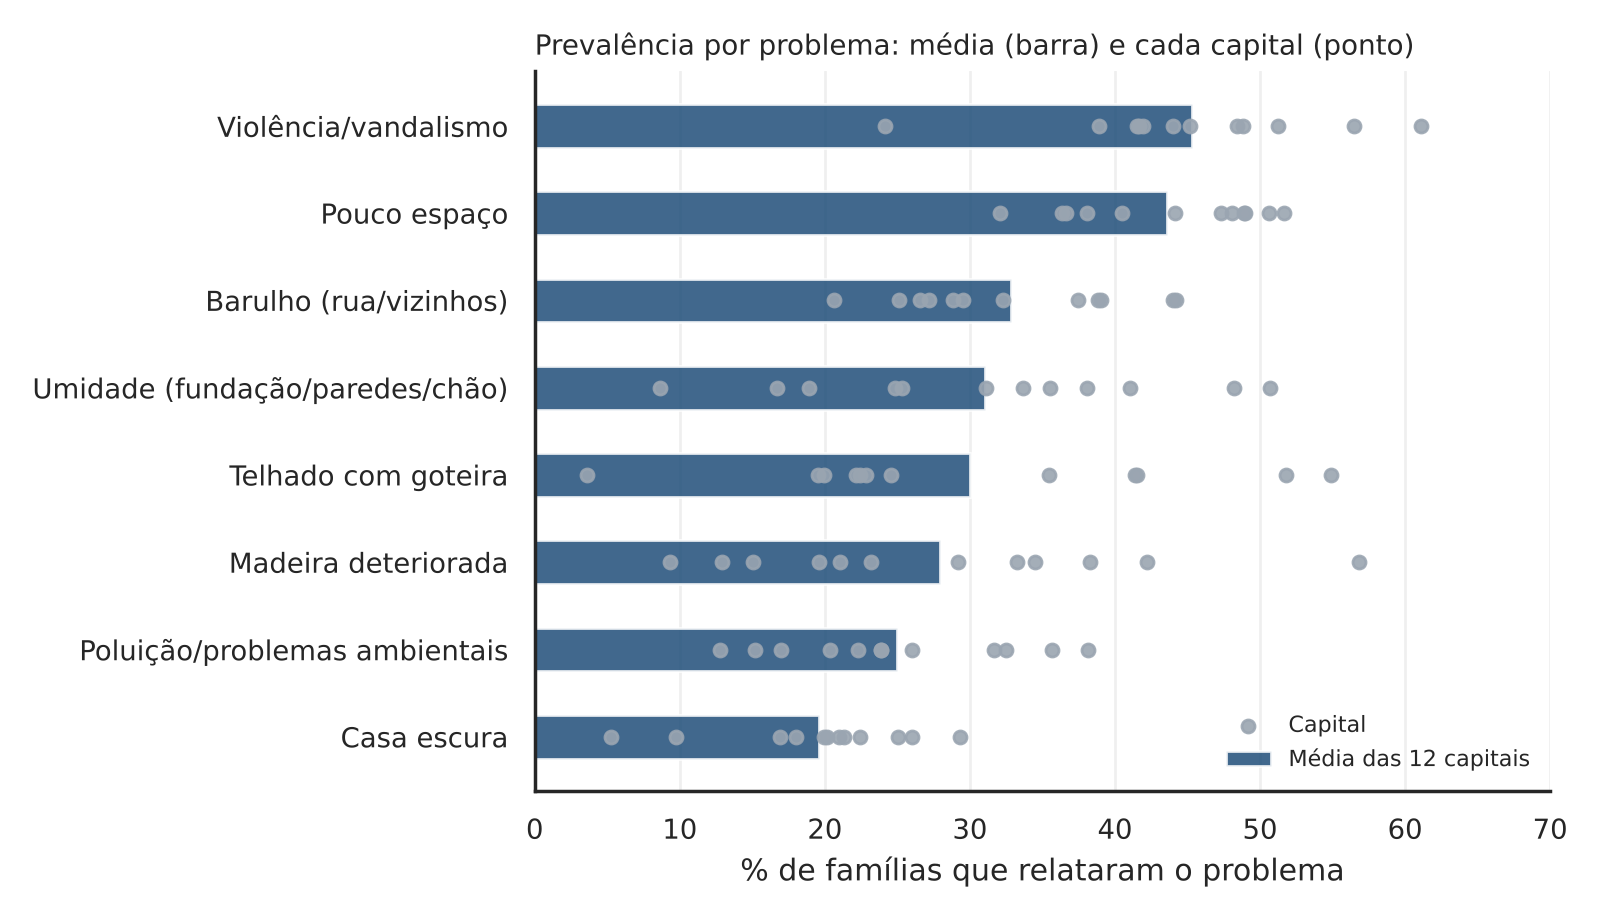 Prevalência por problema: média (barra) e cada capital (ponto)
Violência/vandalismo
Pouco espaço
Barulho (rua/vizinhos)
Umidade (fundação/paredes/chão)
Telhado com goteira
Madeira deteriorada
Poluição/problemas ambientais
Casa escura
Capital
Média das 12 capitais
0 10 20 30 40 50 60 70
% de famílias que relataram o problema